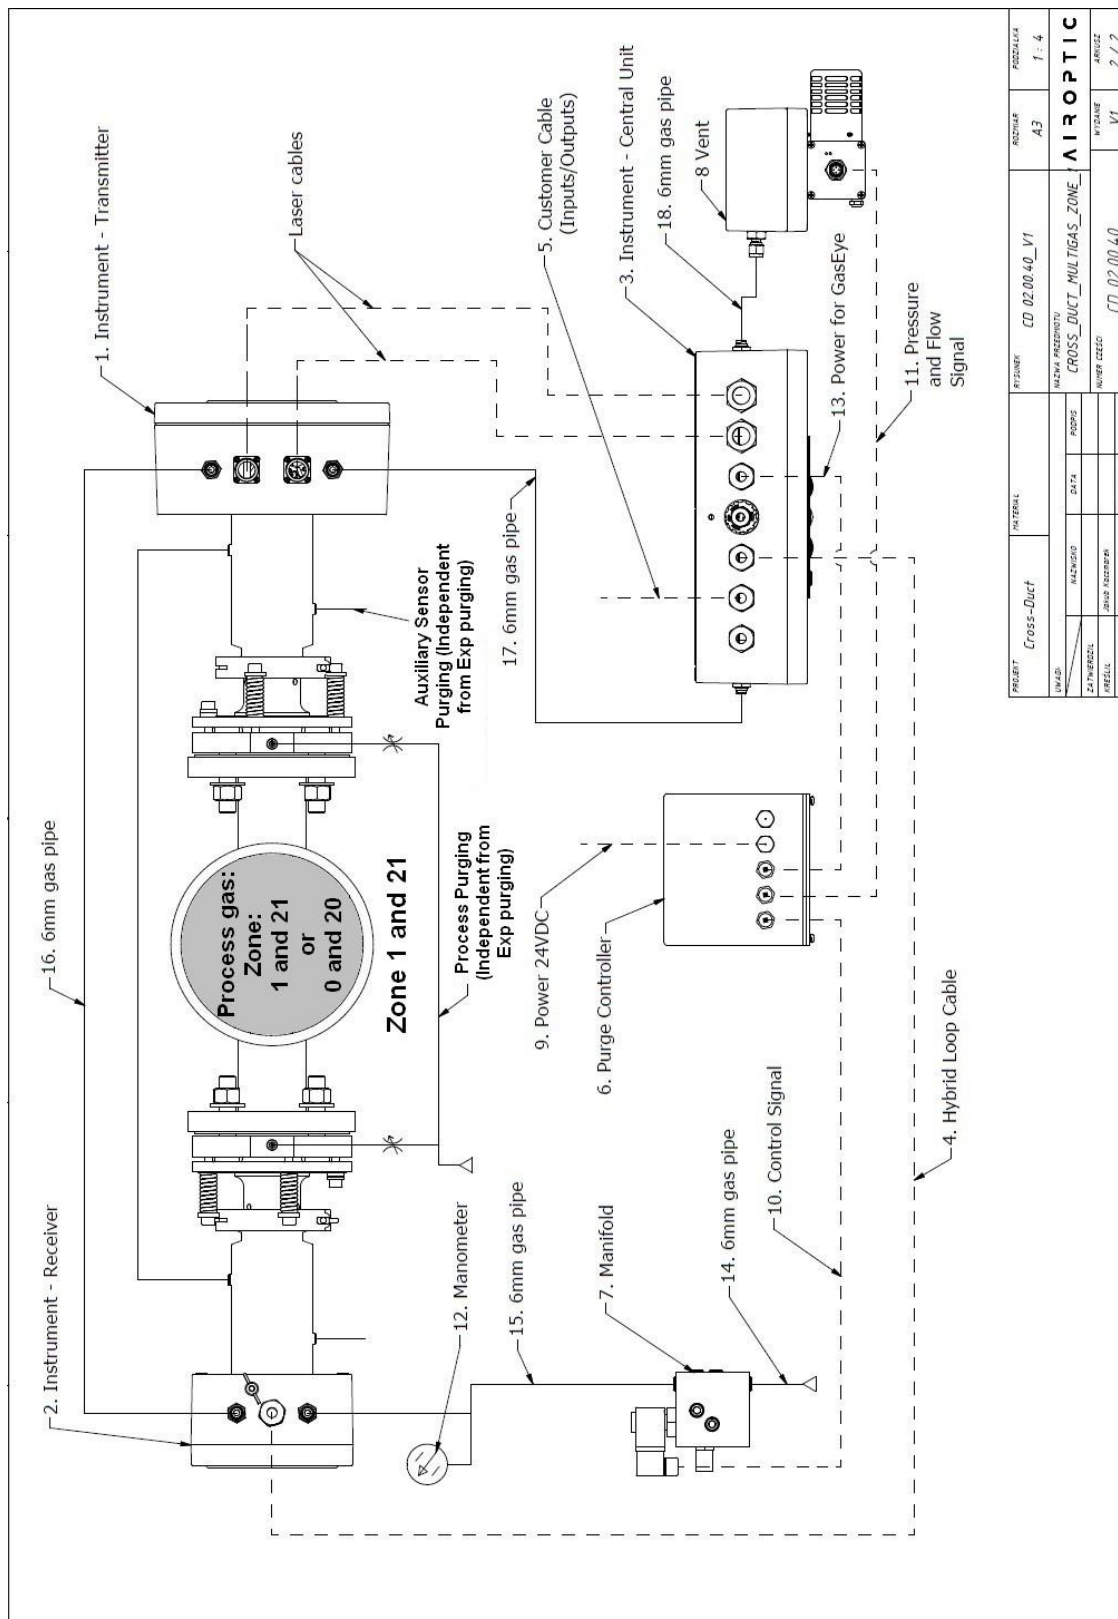 1. Instrument - Transmitter
Laser cables
5. Customer Cable
(Inputs/Outputs)
3. Instrument - Central Unit
18. 6mm gas pipe
8 Vent
13. Power for GasEye
11. Pressure
and Flow
Signal
17. 6mm gas pipe
Auxiliary Sensor
Purging (Independent
from Exp purging)
16. 6mm gas pipe
Process gas:
Zone:
1 and 21
or
0 and 20
Zone 1 and 21
Process Purging
(Independent from
Exp purging)
9. Power 24VDC
6. Purge Controller
2. Instrument - Receiver
12. Manometer
15. 6mm gas pipe
7. Manifold
14. 6mm gas pipe
10. Control Signal
4. Hybrid Loop Cable
PROJEKT
Cross-Duct
MATERIAŁ
RYSUNEK
CD 02.00.40_V1
ROZMIAR
A3
PODZIAŁKA
1 : 4
UWAGI:
NAZWA PRZEDMIOTU
CROSS_DUCT_MULTIGAS_ZONE_1
AIROPTIC
NAZWISKO
DATA
PODPIS
ZATWIERDZIŁ
KREŚLIŁ
Jakub Kaczmarek
NUMER CZĘŚCI
CD 02.00.40
WYDANIE
V1
ARKUSZ
2 / 2